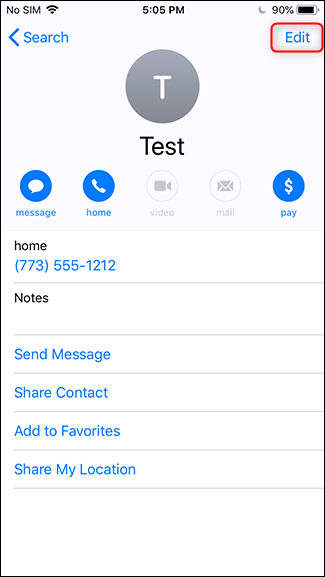 No SIM 5:05 PM 90%
Search Edit
T
Test
message home video mail pay
home
(773) 555-1212
Notes
Send Message
Share Contact
Add to Favorites
Share My Location